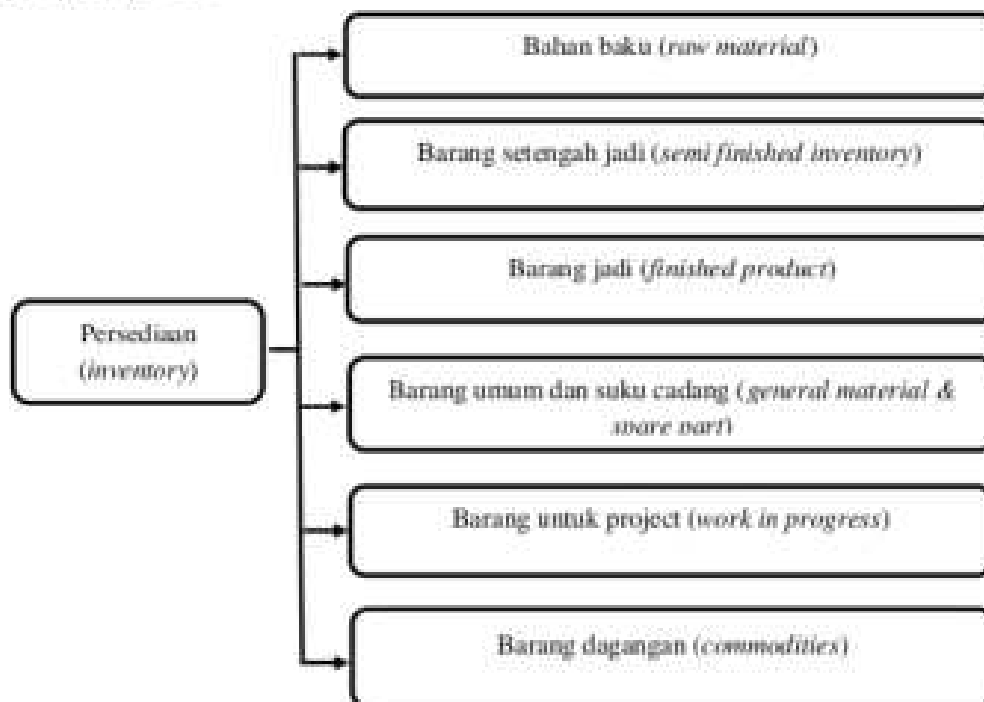 Bahan baku (raw material)
Barang setengah jadi (semi finished inventory)
Barang jadi (finished product)
Persediaan
(inventory)
Barang umum dan suku cadang (general material &
spare part)
Barang untuk project (work in progress)
Barang dagangan (commodities)